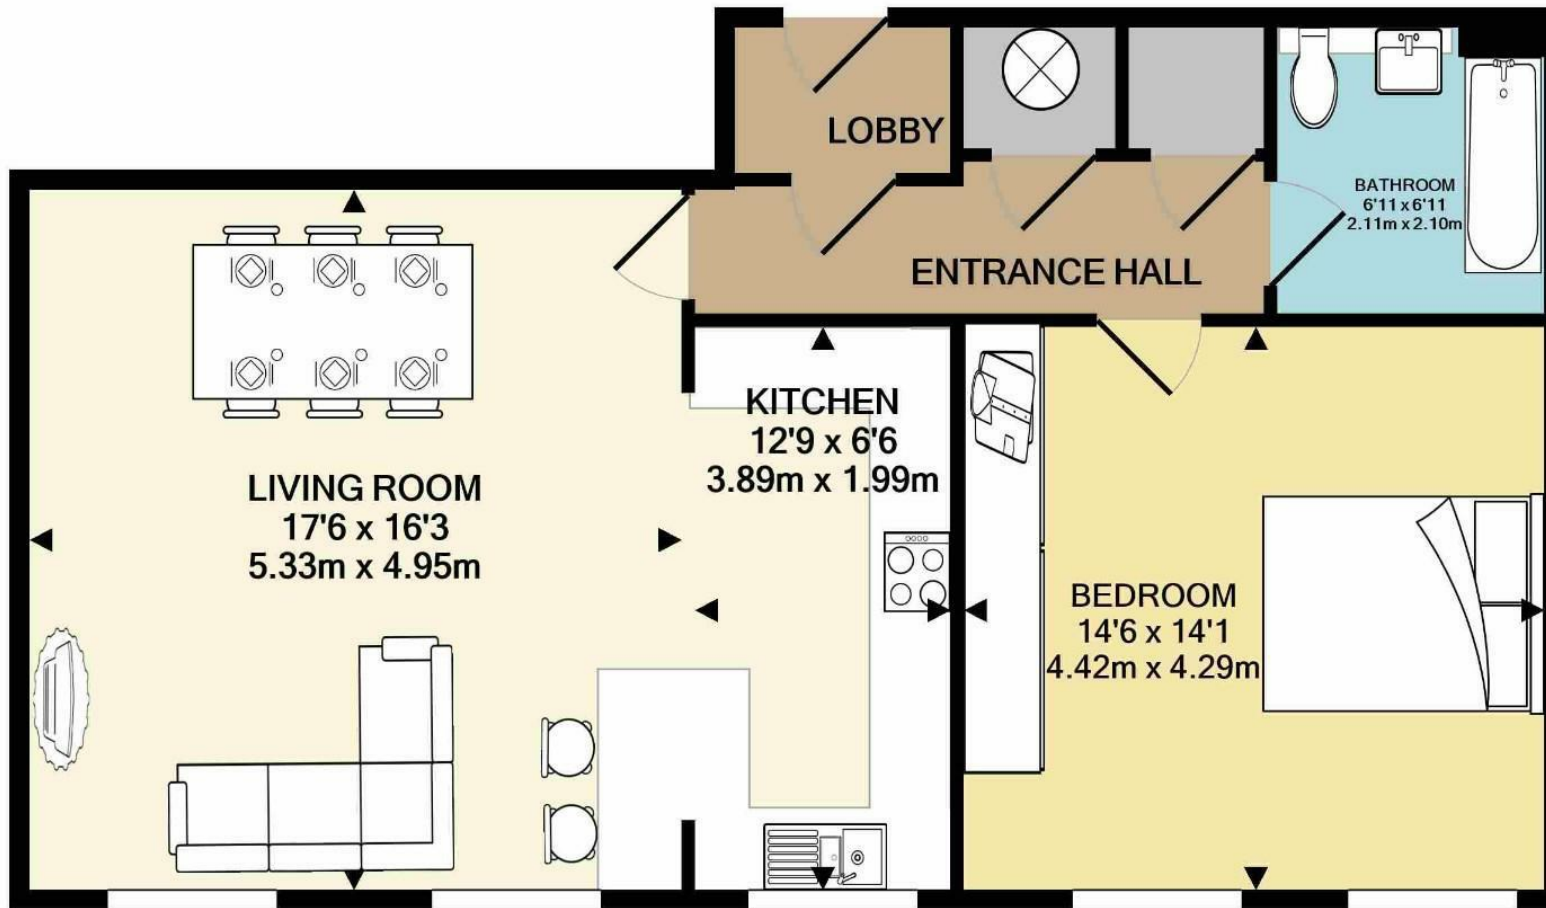 LOBBY
BATHROOM
6'11 x 6'11
2.11m x 2.10m
ENTRANCE HALL
KITCHEN
12'9 x 6'6
3.89m x 1.99m
LIVING ROOM
17'6 x 16'3
5.33m x 4.95m
BEDROOM
14'6 x 14'1
4.42m x 4.29m